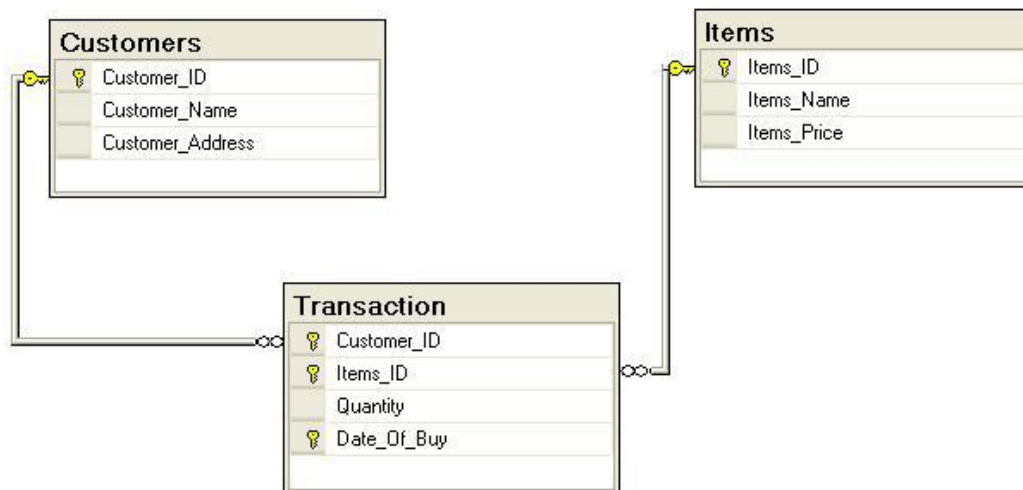 Customers
Customer_ID
Customer_Name
Customer_Address
Items
Items_ID
Items_Name
Items_Price
Transaction
Customer_ID
Items_ID
Quantity
Date_Of_Buy